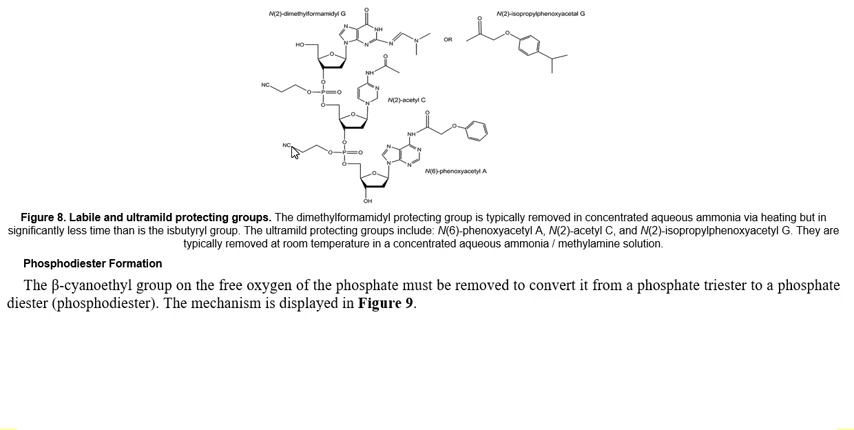 N(2)-dimethylformamidyl G
N(2)-isopropylphenoxyacetal G
O
N
NH
N
N
N
N
HO
O
OR
O
O
O
NH
N
N
O
N(2)-acetyl C
NC
O
P
O
O
O
O
O
NH
N
N
N
N
N(6)-phenoxyacetyl A
NC
O
P
O
O
O
O
OH
Figure 8. Labile and ultramild protecting groups. The dimethylformamidyl protecting group is typically removed in concentrated aqueous ammonia via heating but in
significantly less time than is the isbutyryl group. The ultramild protecting groups include: N(6)-phenoxyacetyl A, N(2)-acetyl C, and N(2)-isopropylphenoxyacetyl G. They are
typically removed at room temperature in a concentrated aqueous ammonia / methylamine solution.
Phosphodiester Formation
The β-cyanoethyl group on the free oxygen of the phosphate must be removed to convert it from a phosphate triester to a phosphate
diester (phosphodiester). The mechanism is displayed in Figure 9.